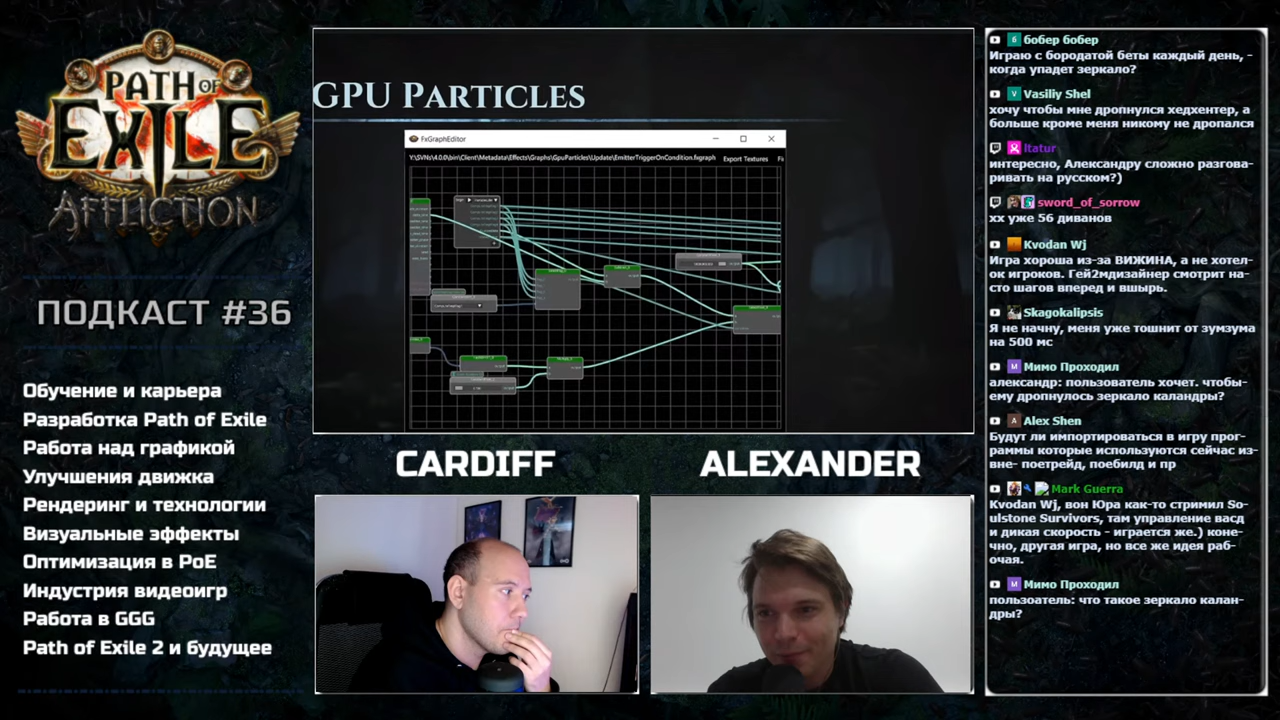 PATH OF
EXILE
AFFLICTION
ПОДКАСТ #36
Обучение и карьера
Разработка Path of Exile
Работа над графикой
Улучшения движка
Рендеринг и технологии
Визуальные эффекты
Оптимизация в PoE
Индустрия видеоигр
Работа в GGG
Path of Exile 2 и будущее
GPU PARTICLES
FxGraphEditor
Export Textures
CARDIFF
ALEXANDER
б бобер бобер
Играю с бородатой беты каждый день, -
когда упадет зеркало?
V Vasiliy Shel
хочу чтобы мне дропнулся хедхентер, а
больше кроме меня никому не дропался
ltatur
интересно, Александру сложно разгова-
ривать на русском?)
sword_of_sorrow
хх уже 56 диванов
Kvodan Wj
Игра хороша из-за ВИЖИНА, а не хотел-
ок игроков. Гей2мдизайнер смотрит на-
сто шагов вперед и вшырь.
Skagokalipsis
Я не начну, меня уже тошнит от зумзума
на 500 мс
М Мимо Проходил
александр: пользователь хочет. чтобы-
ему дропнулось зеркало каландры?
A Alex Shen
Будут ли импортироваться в игру прог-
раммы которые используются сейчас из-
вне- поетрейд, поебилд и пр
Mark Guerra
Kvodan Wj, вон Юра как-то стримил So-
ulstone Survivors, там управление васд
и дикая скорость - играется же.) коне-
чно, другая игра, но все же идея раб-
очая.
М Мимо Проходил
пользоатель: что такое зеркало калан-
дры?